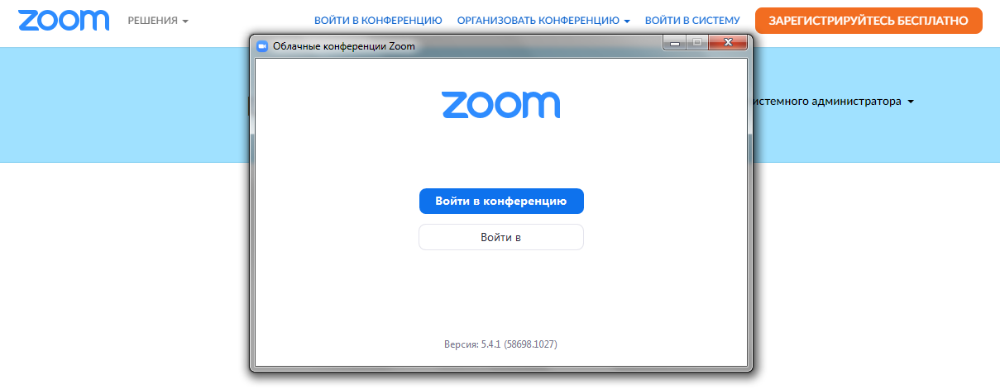 zoom РЕШЕНИЯ ВОЙТИ В КОНФЕРЕНЦИЮ ОРГАНИЗОВАТЬ КОНФЕРЕНЦИЮ ВОЙТИ В СИСТЕМУ ЗАРЕГИСТРИРУЙТЕСЬ БЕСПЛАТНО
Облачные конференции Zoom
zoom
истемного администратора
Войти в конференцию
Войти в
Версия: 5.4.1 (58698.1027)